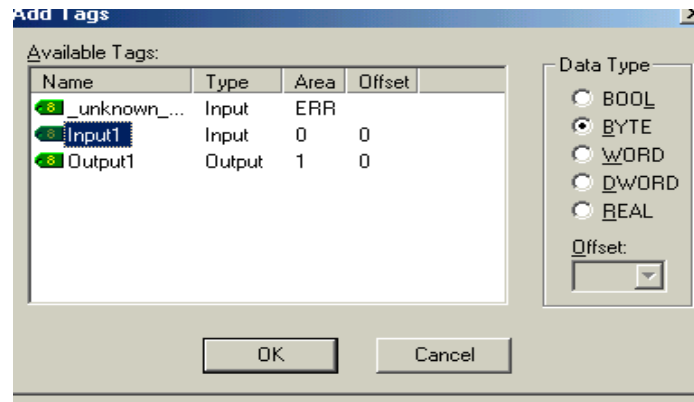 Add Tags
Available Tags:
Name Type Area Offset
_unknown_... Input ERR
Input1 Input 0 0
Output1 Output 1 0
Data Type
BOOL
BYTE
WORD
DWORD
REAL
Offset:
OK Cancel